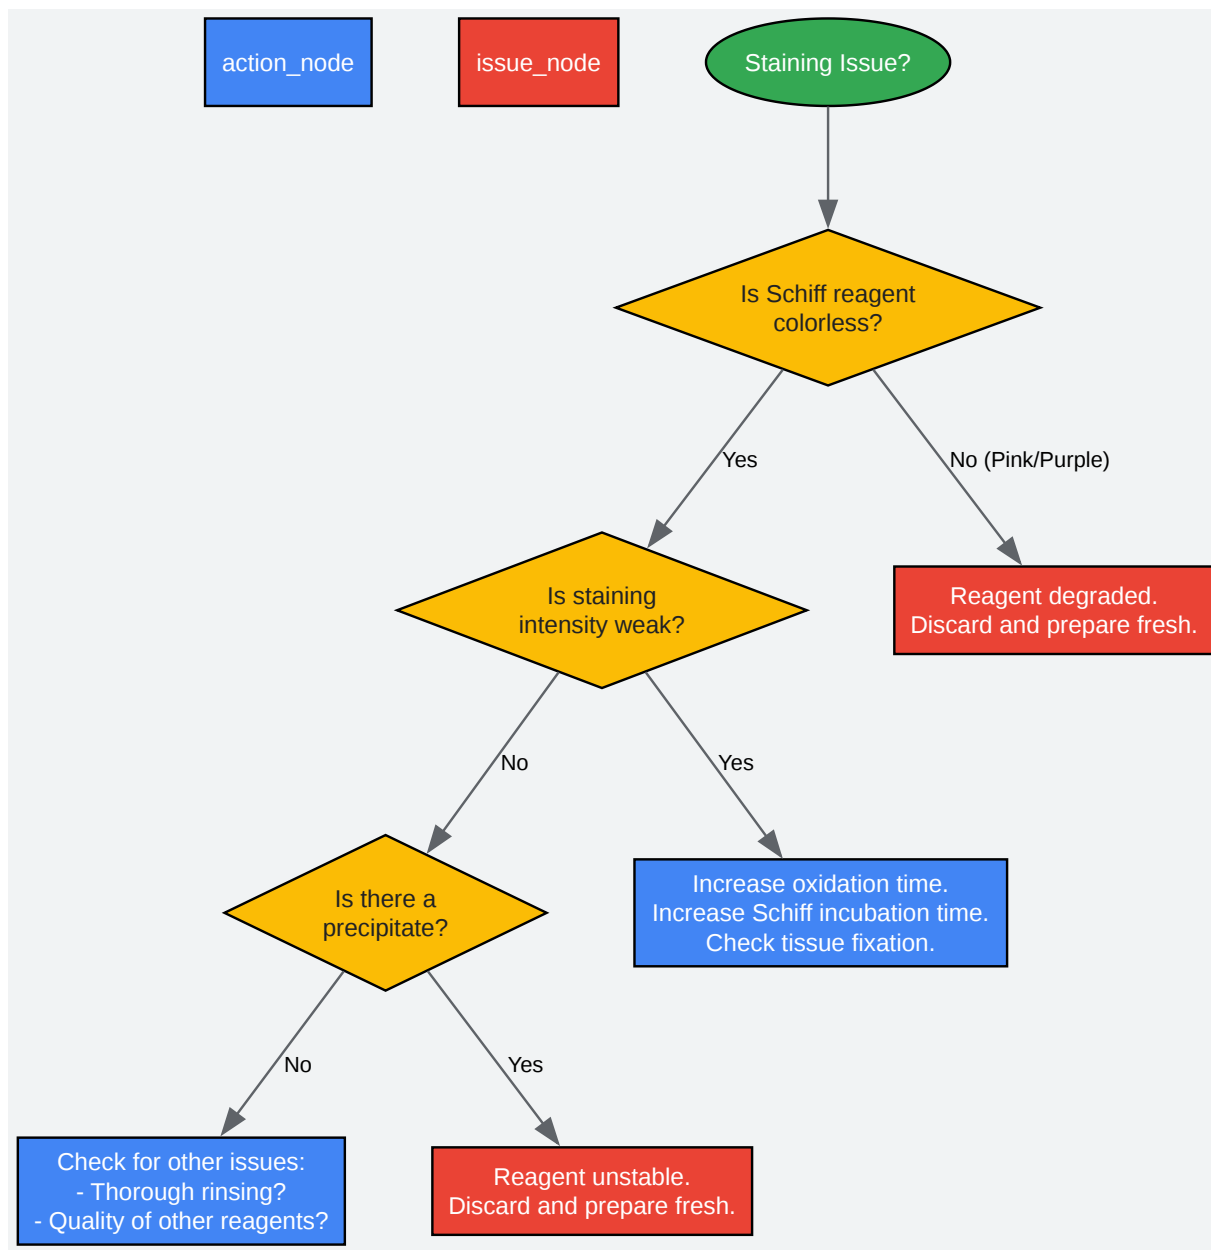 action_node
issue_node
Staining Issue?
Is Schiff reagent
colorless?
Yes
No (Pink/Purple)
Is staining
intensity weak?
Reagent degraded.
Discard and prepare fresh.
No
Yes
Is there a
precipitate?
Increase oxidation time.
Increase Schiff incubation time.
Check tissue fixation.
No
Yes
Check for other issues:
- Thorough rinsing?
- Quality of other reagents?
Reagent unstable.
Discard and prepare fresh.